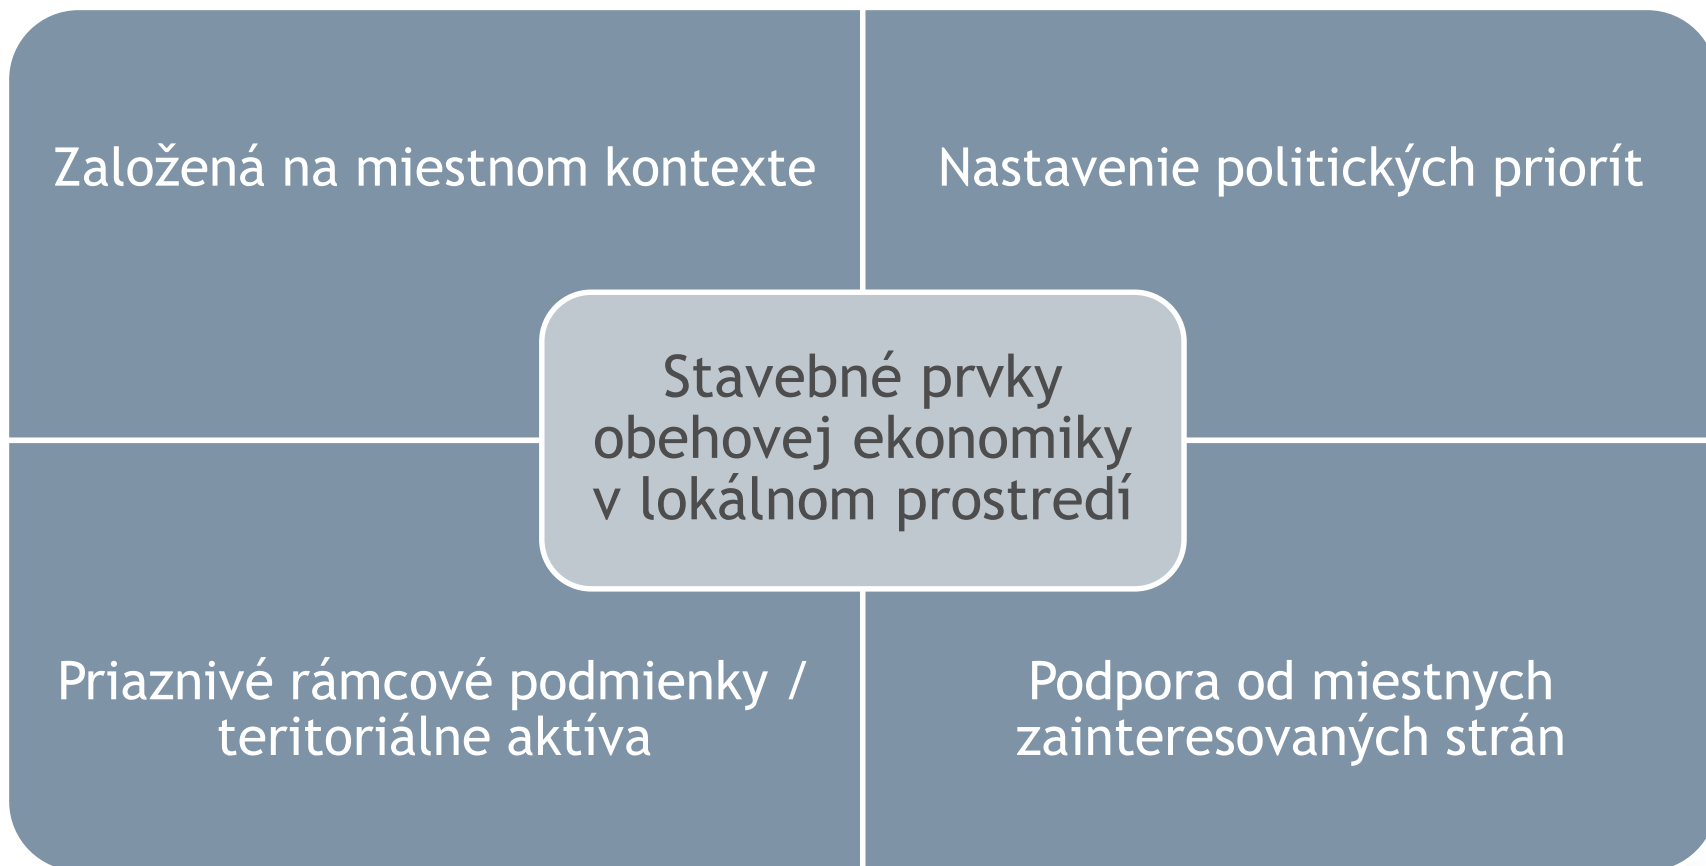 Založená na miestnom kontexte
Nastavenie politických priorít
Stavebné prvky
obehovej ekonomiky
v lokálnom prostredí
Priaznivé rámcové podmienky /
teritoriálne aktíva
Podpora od miestnych
zainteresovaných strán